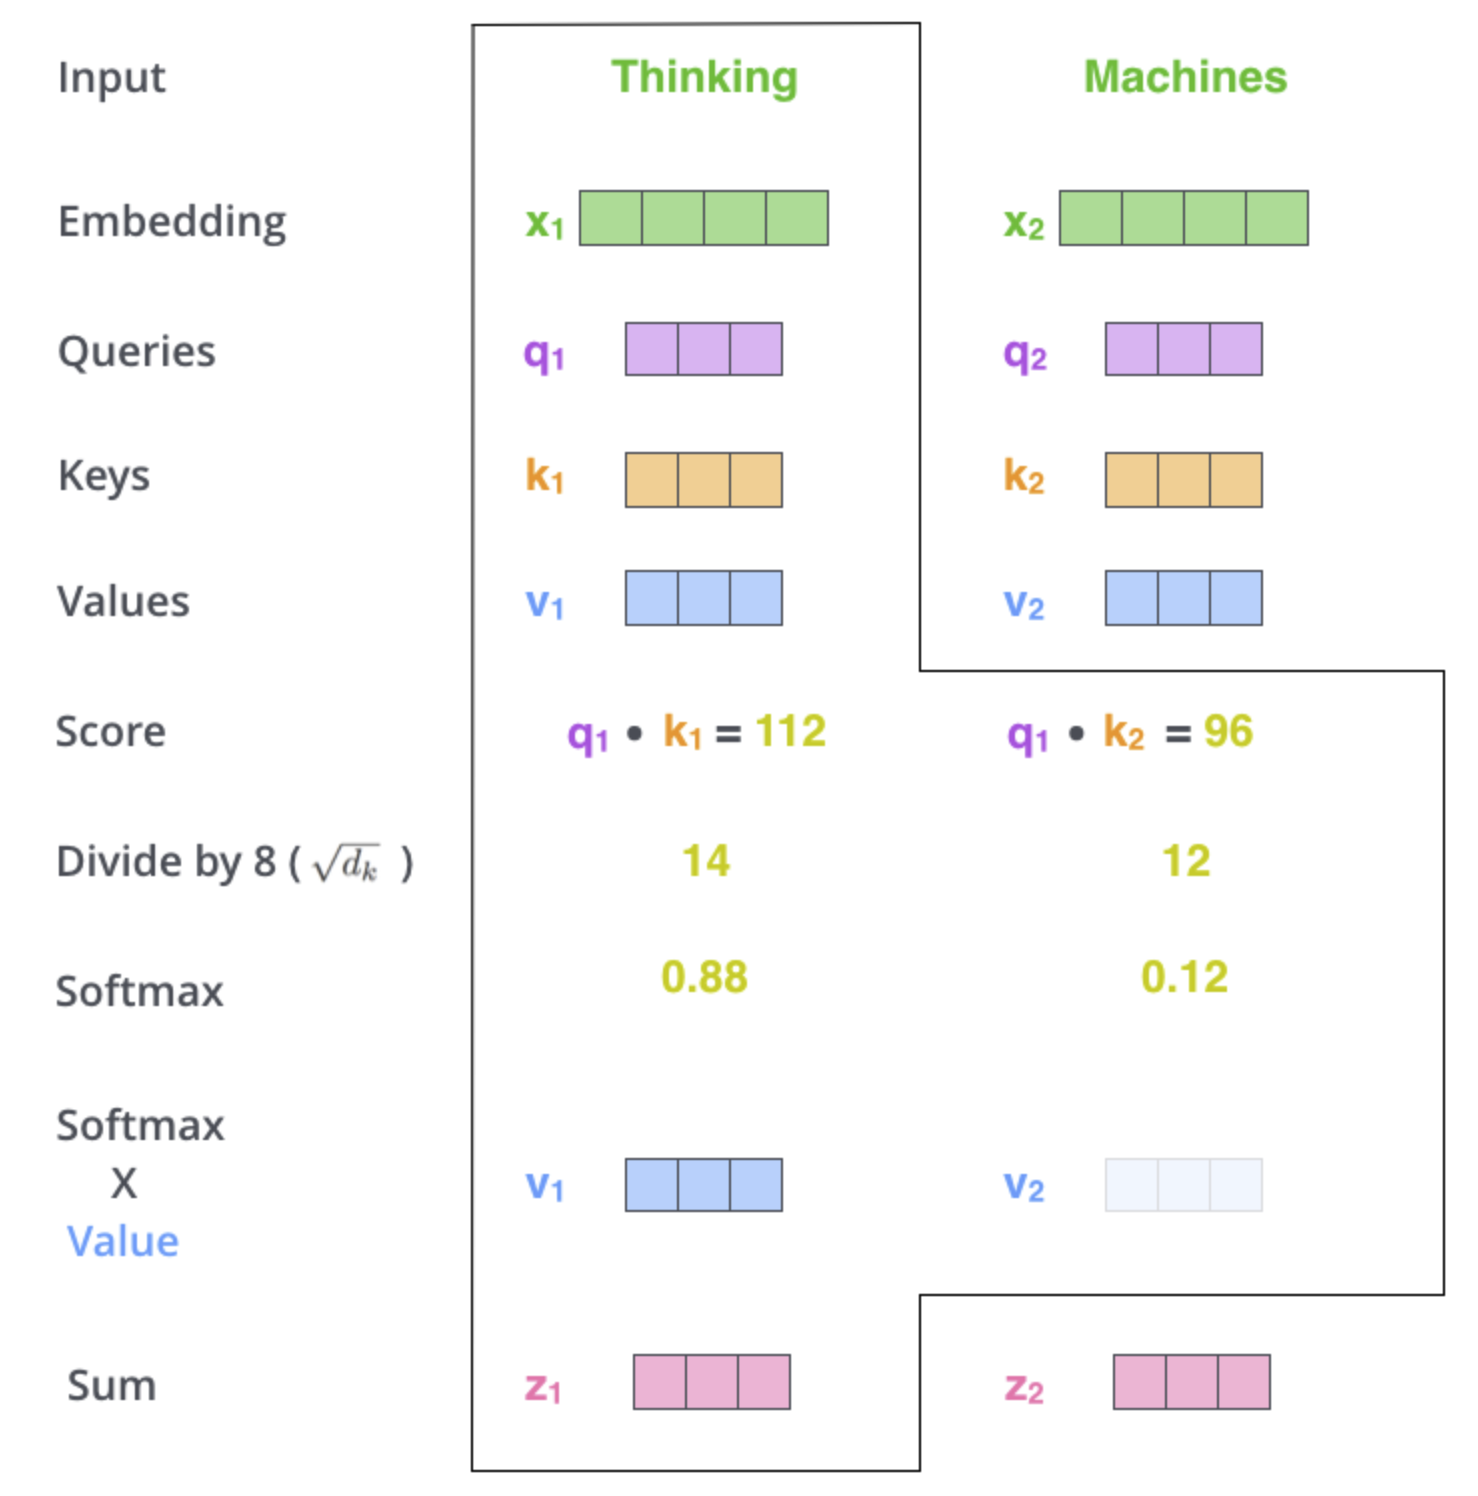 Input Thinking Machines
Embedding x₁ x₂
Queries q₁ q₂
Keys k₁ k₂
Values v₁ v₂
Score q₁ • k₁ = 112 q₁ • k₂ = 96
Divide by 8 ( √dₖ ) 14 12
Softmax 0.88 0.12
Softmax
X v₁ v₂
Value
Sum z₁ z₂